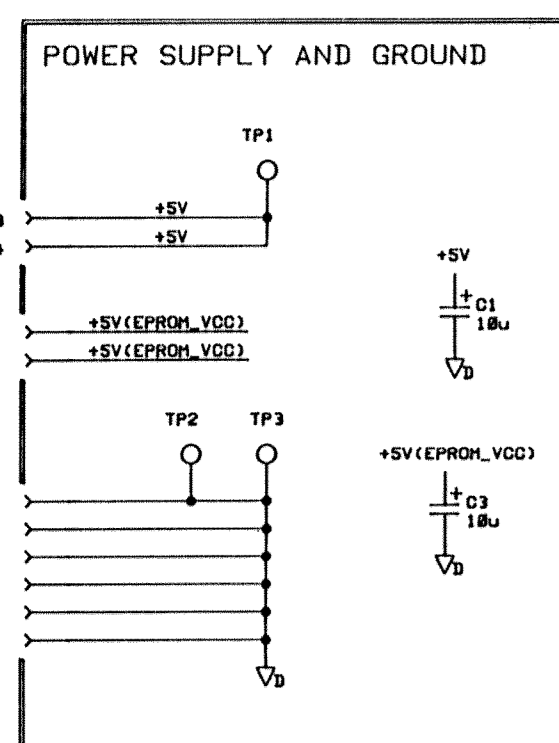 POWER SUPPLY AND GROUND
TP1
+5V
+5V
+5V
+ C1
10u
D
+5V(EPROM_VCC)
+5V(EPROM_VCC)
TP2 TP3
+5V(EPROM_VCC)
+ C3
10u
D
D